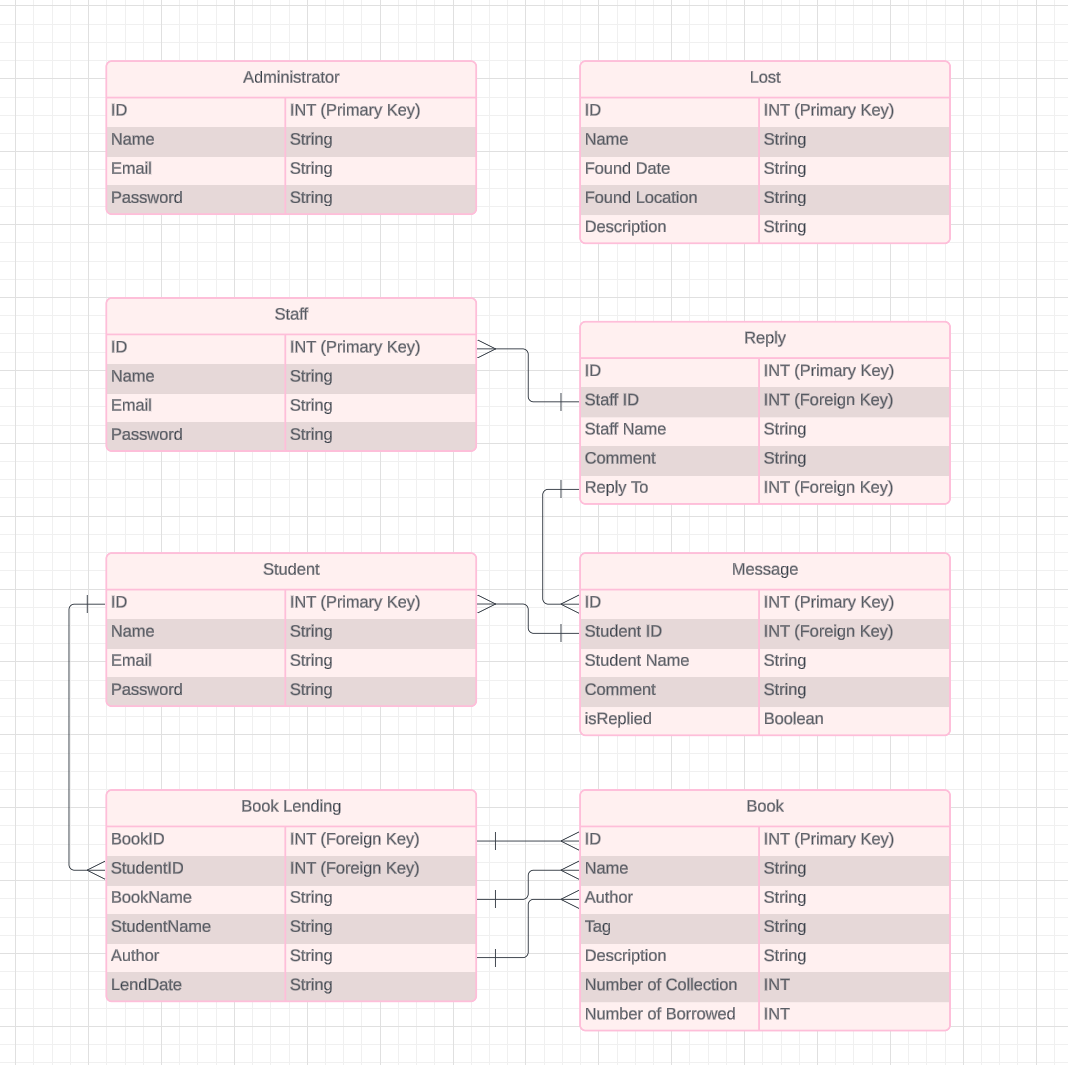 Administrator
ID INT (Primary Key)
Name String
Email String
Password String
Lost
ID INT (Primary Key)
Name String
Found Date String
Found Location String
Description String
Staff
ID INT (Primary Key)
Name String
Email String
Password String
Reply
ID INT (Primary Key)
Staff ID INT (Foreign Key)
Staff Name String
Comment String
Reply To INT (Foreign Key)
Student
ID INT (Primary Key)
Name String
Email String
Password String
Message
ID INT (Primary Key)
Student ID INT (Foreign Key)
Student Name String
Comment String
isReplied Boolean
Book Lending
BookID INT (Foreign Key)
StudentID INT (Foreign Key)
BookName String
StudentName String
Author String
LendDate String
Book
ID INT (Primary Key)
Name String
Author String
Tag String
Description String
Number of Collection INT
Number of Borrowed INT